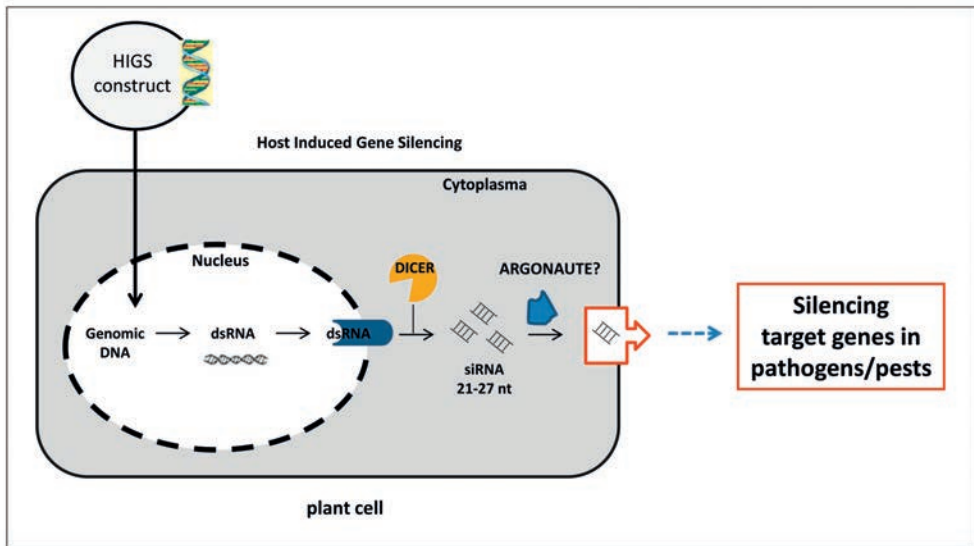 HIGS
construct
Host Induced Gene Silencing
Cytoplasma
Nucleus
DICER
ARGONAUTE?
Genomic
DNA
dsRNA
dsRNA
siRNA
21-27 nt
Silencing
target genes in
pathogens/pests
plant cell